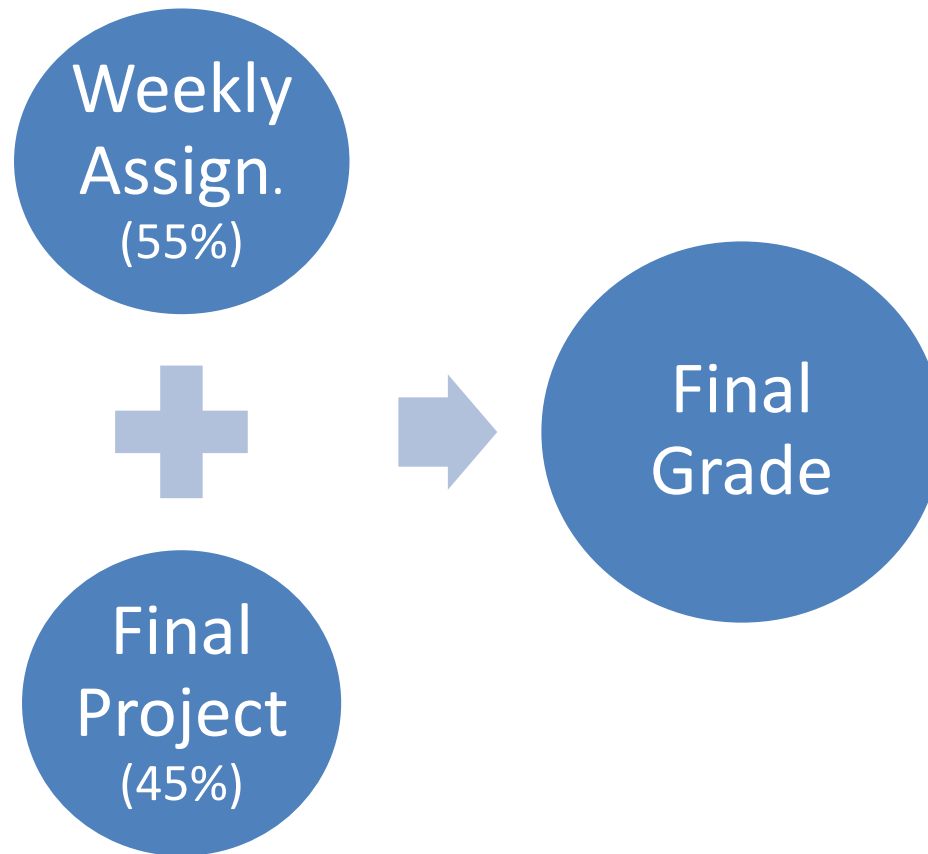 Weekly
Assign.
(55%)
Final
Project
(45%)
Final
Grade